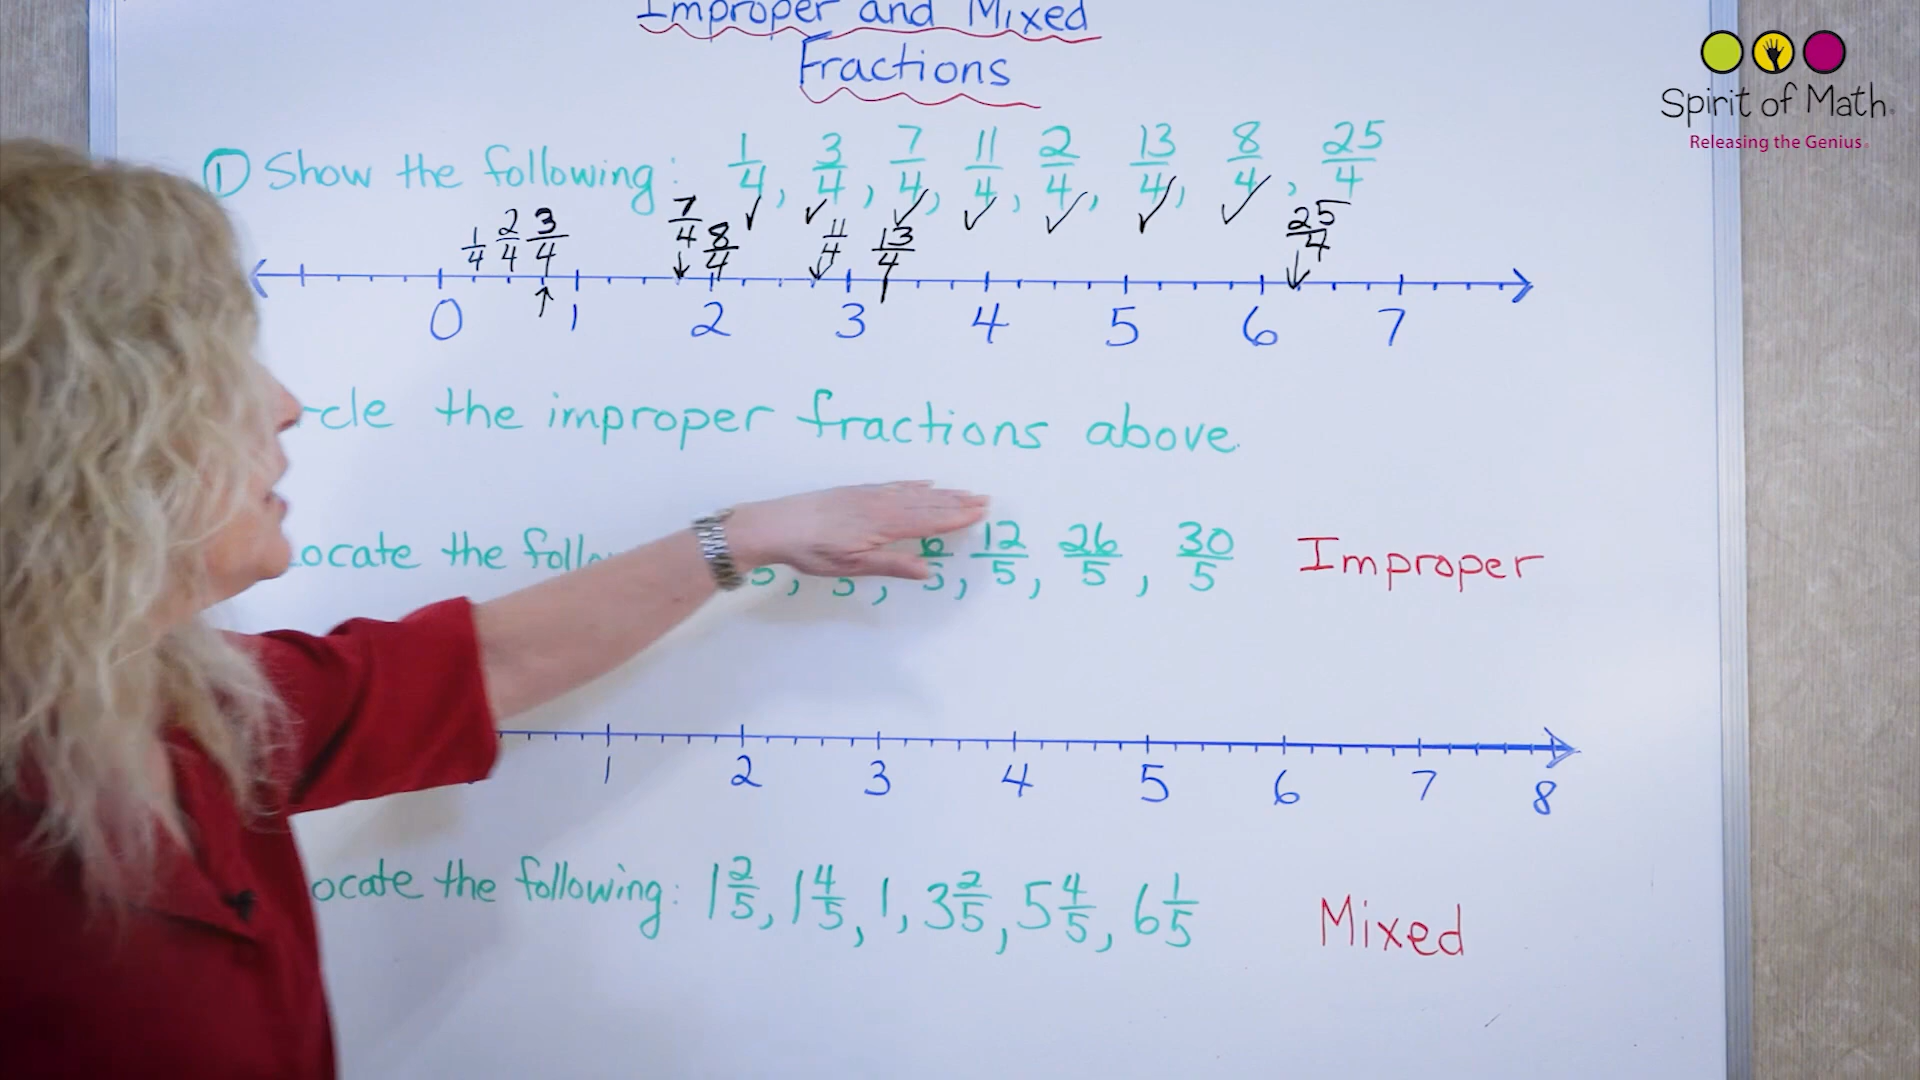 Improper and Mixed
Fractions
Spirit of Math
Releasing the Genius
① Show the following: 1/4, 3/4, 7/4, 11/4, 2/4, 13/4, 8/4, 25/4
1/4 2/4 3/4 7/4 8/4 11/4 13/4 25/4
0 1 2 3 4 5 6 7
rcle the improper fractions above.
ocate the follo 6/5, 12/5, 26/5, 30/5 Improper
1 2 3 4 5 6 7 8
ocate the following: 1 2/5, 1 4/5, 1, 3 2/5, 5 4/5, 6 1/5 Mixed